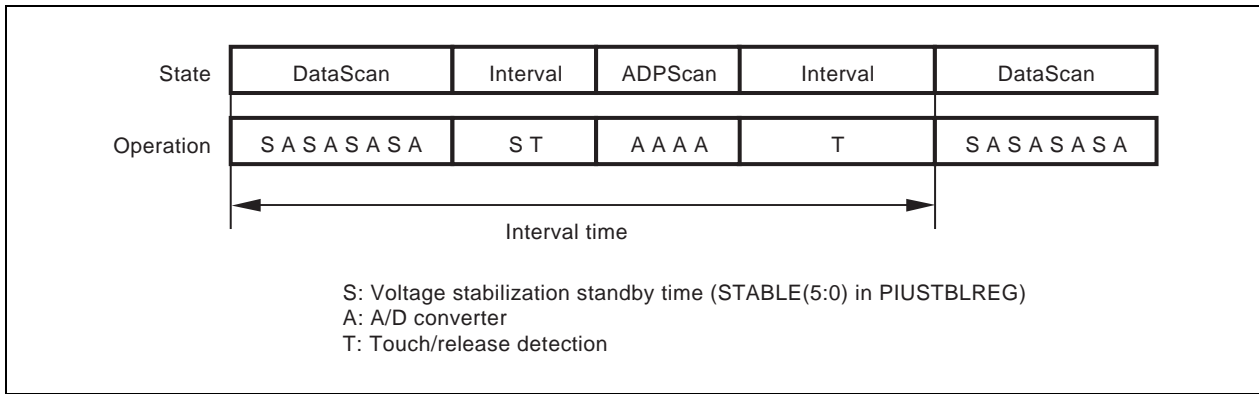 State DataScan Interval ADPScan Interval DataScan
Operation S A S A S A S A S T A A A A T S A S A S A S A
Interval time
S: Voltage stabilization standby time (STABLE(5:0) in PIUSTBLREG)
A: A/D converter
T: Touch/release detection